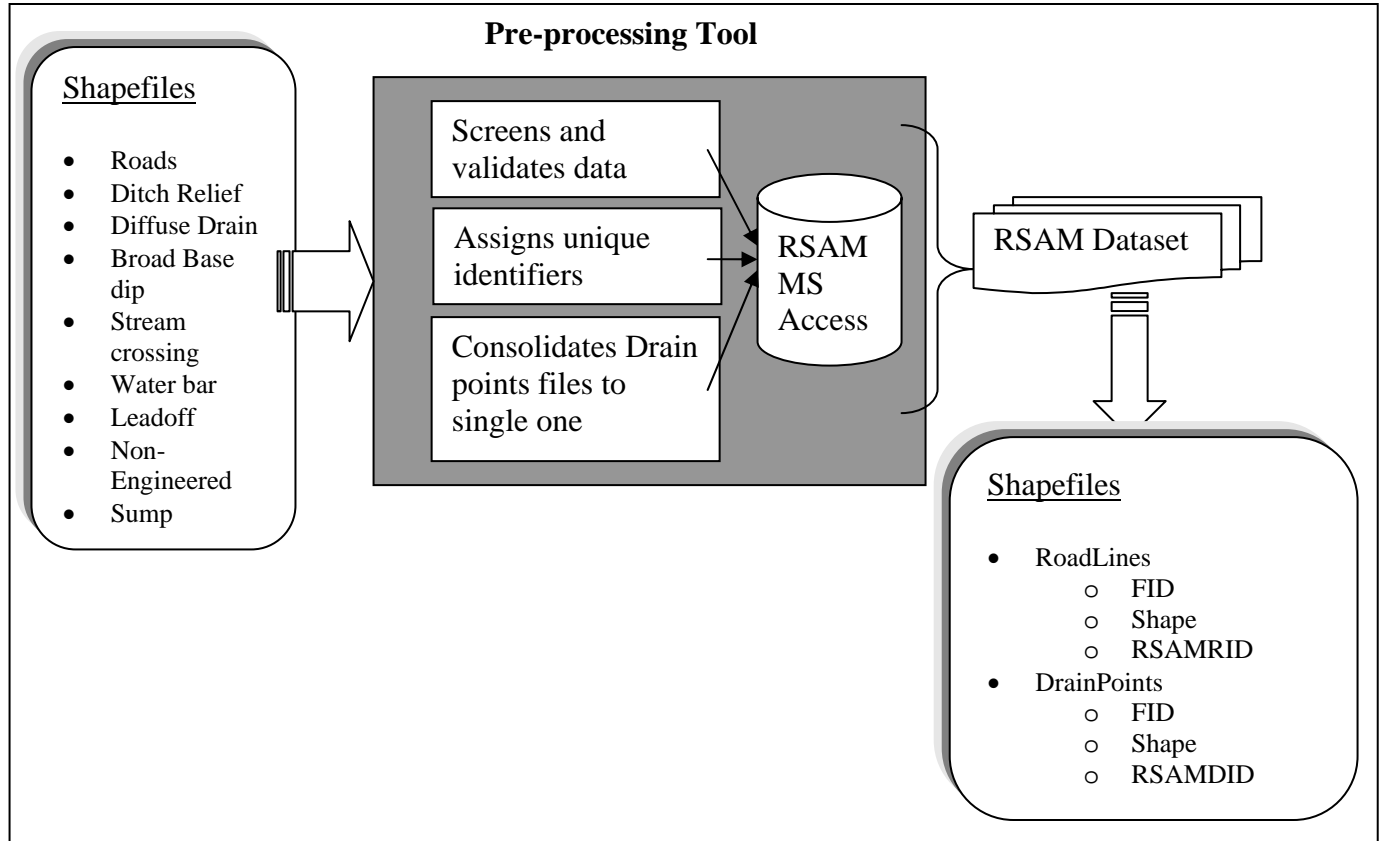 Pre-processing Tool
Shapefiles
• Roads
• Ditch Relief
• Diffuse Drain
• Broad Base
dip
• Stream
crossing
• Water bar
• Leadoff
• Non-
Engineered
• Sump
Screens and
validates data
Assigns unique
identifiers
Consolidates Drain
points files to
single one
RSAM
MS
Access
RSAM Dataset
Shapefiles
• RoadLines
o FID
o Shape
o RSAMRID
• DrainPoints
o FID
o Shape
o RSAMDID